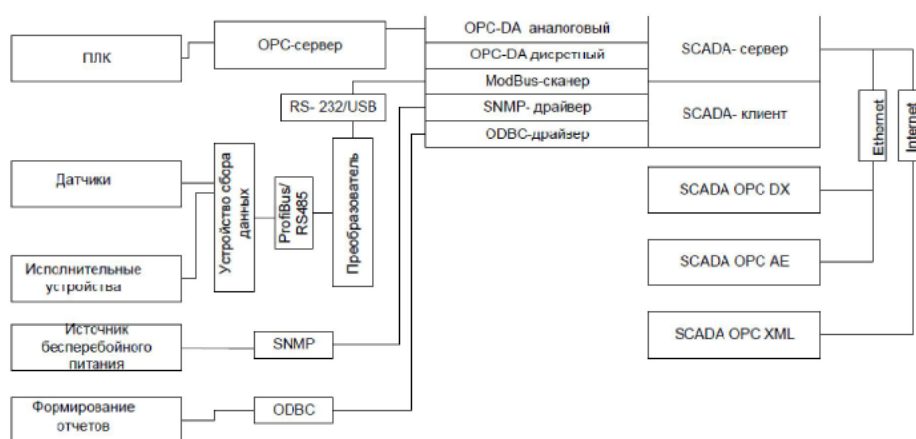 ПЛК
OPC-сервер
OPC-DA аналоговый
OPC-DA дисретный
ModBus-сканер
SNMP- драйвер
ODBC-драйвер
SCADA- сервер
SCADA- клиент
Ethernet
Internet
RS- 232/USB
Датчики
Исполнительные
устройства
Устройство сбора
данных
ProfiBus/
RS485
Преобразователь
SCADA OPC DX
SCADA OPC AE
SCADA OPC XML
Источник
бесперебойного
питания
SNMP
Формирование
отчетов
ODBC